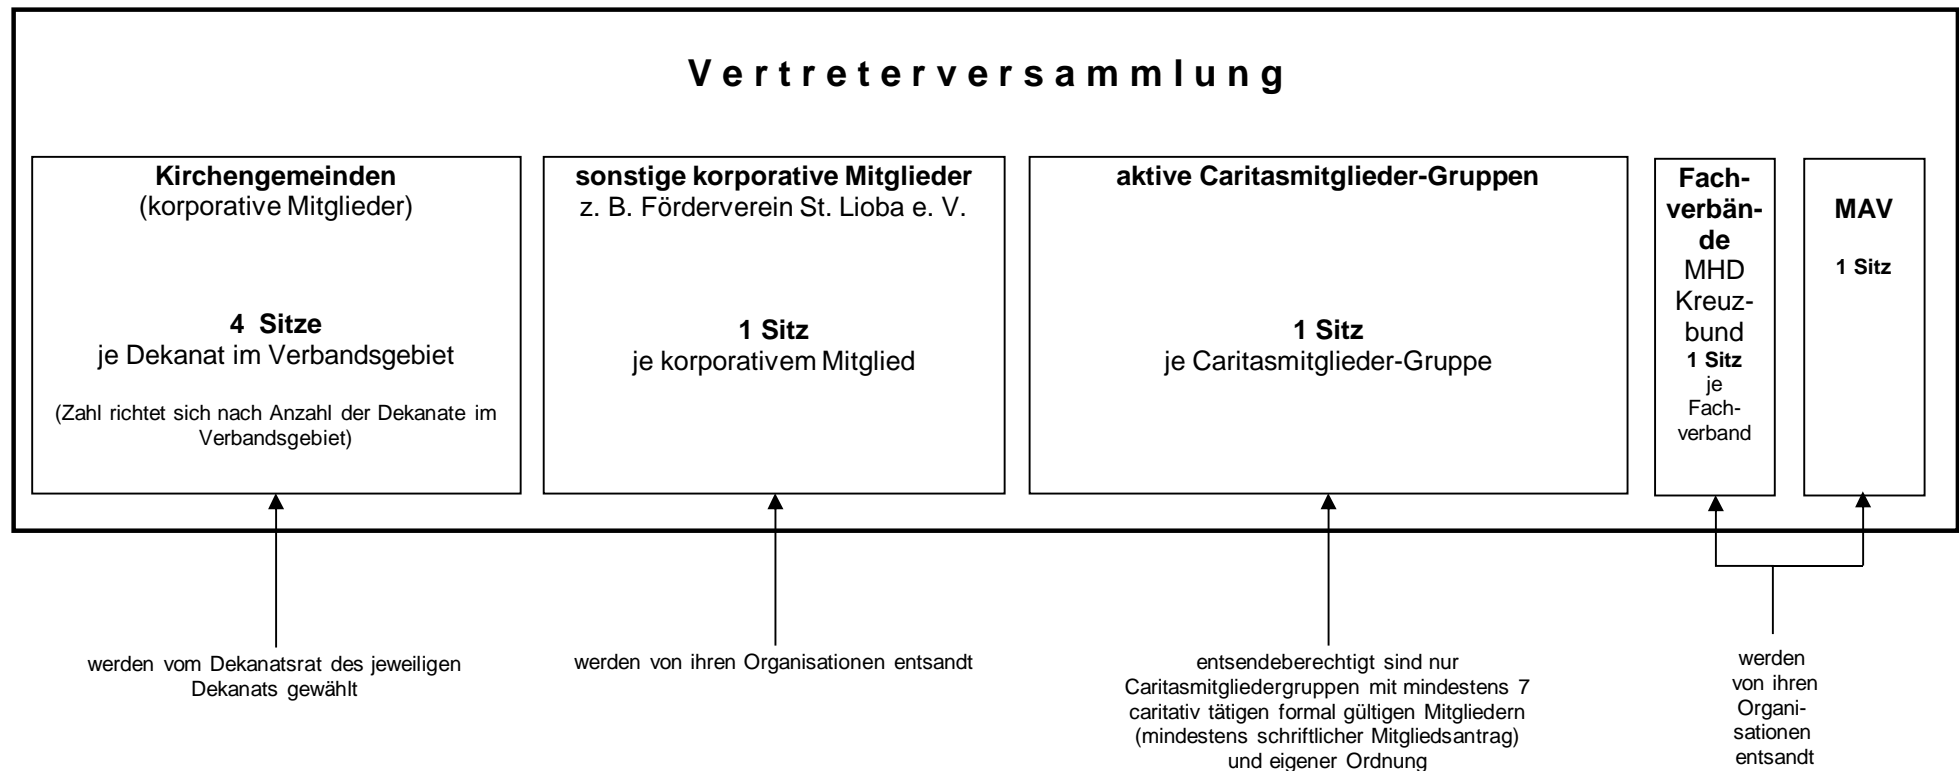 Vertreterversammlung
Kirchengemeinden
(korporative Mitglieder)
4 Sitze
je Dekanat im Verbandsgebiet
(Zahl richtet sich nach Anzahl der Dekanate im
Verbandsgebiet)
sonstige korporative Mitglieder
z. B. Förderverein St. Lioba e. V.
1 Sitz
je korporativem Mitglied
aktive Caritasmitglieder-Gruppen
1 Sitz
je Caritasmitglieder-Gruppe
Fach-
verbän-
de
MHD
Kreuz-
bund
1 Sitz
je
Fach-
verband
MAV
1 Sitz
werden vom Dekanatsrat des jeweiligen
Dekanats gewählt
werden von ihren Organisationen entsandt
entsendeberechtigt sind nur
Caritasmitgliedergruppen mit mindestens 7
caritativ tätigen formal gültigen Mitgliedern
(mindestens schriftlicher Mitgliedsantrag)
und eigener Ordnung
werden
von ihren
Organi-
sationen
entsandt